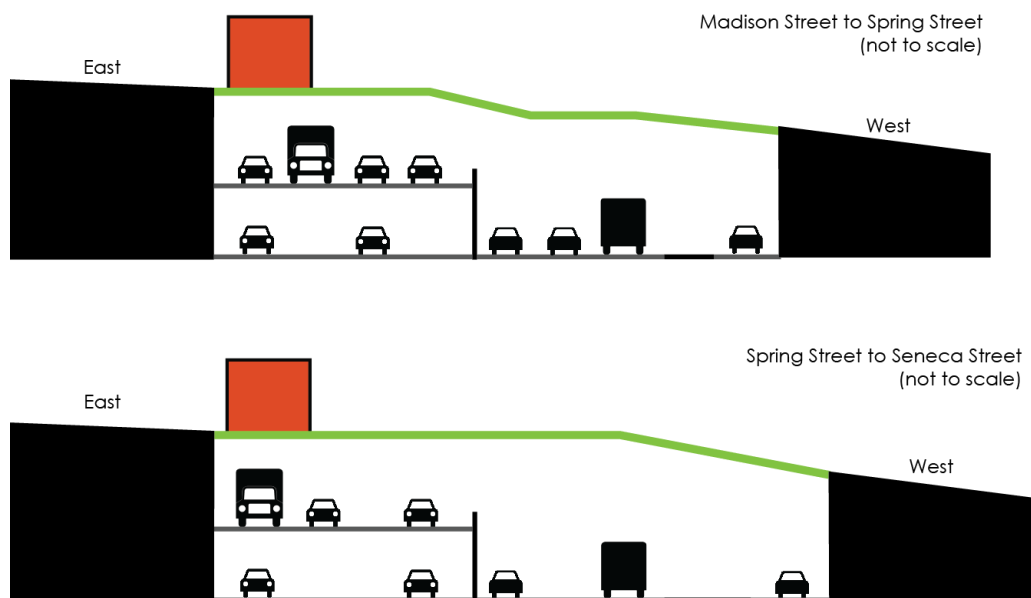 Madison Street to Spring Street
(not to scale)
East
West
Spring Street to Seneca Street
(not to scale)
East
West